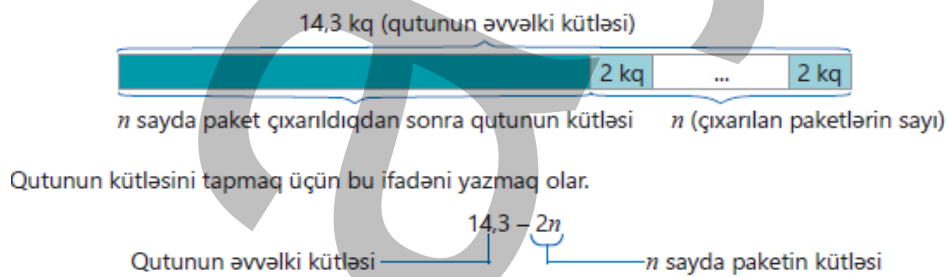 14,3 kq (qutunun əvvəlki kütləsi)
2 kq ... 2 kq
n sayda paket çıxarıldıqdan sonra qutunun kütləsi n (çıxarılan paketlərin sayı)
Qutunun kütləsini tapmaq üçün bu ifadəni yazmaq olar.
14,3 – 2n
Qutunun əvvəlki kütləsi n sayda paketin kütləsi